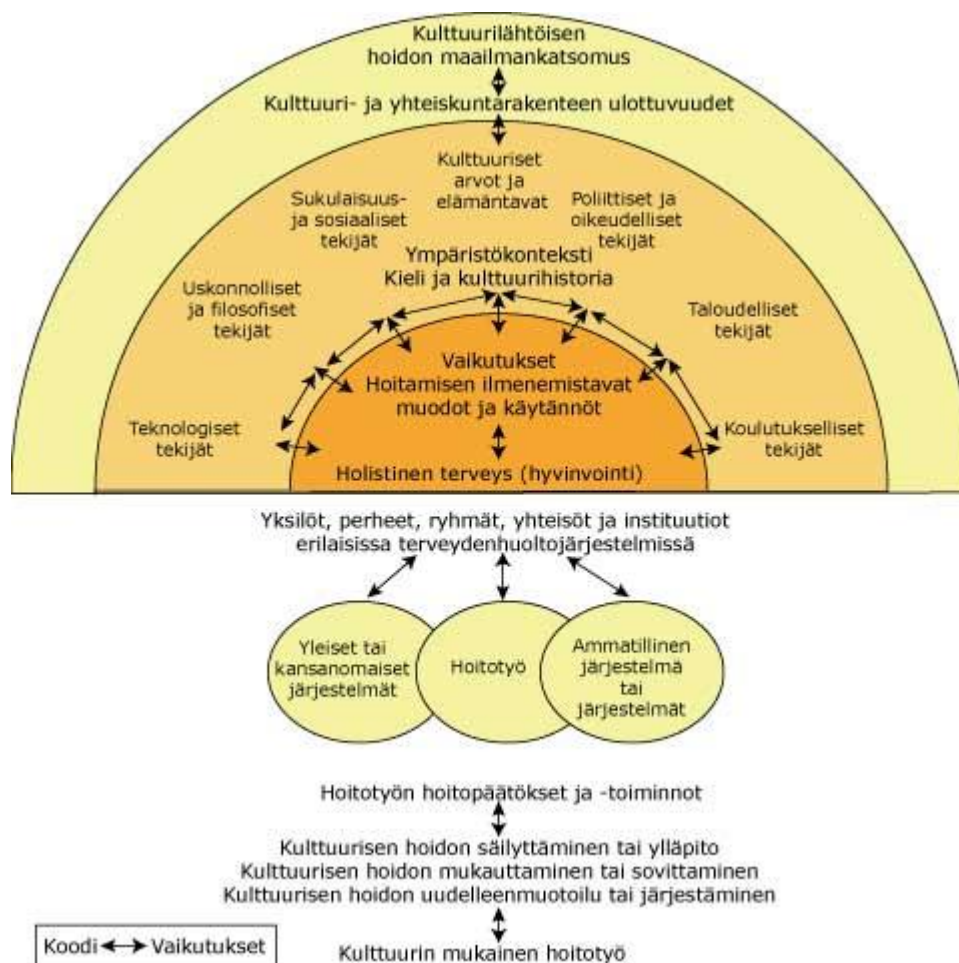 Kulttuurilähtöisen
hoidon maailmankatsomus
Kulttuuri- ja yhteiskuntarakenteen ulottuvuudet
Kulttuuriset
arvot ja
elämäntavat
Sukulaisuus-
ja sosiaaliset
tekijät
Poliittiset ja
oikeudelliset
tekijät
Ympäristökonteksti
Kieli ja kulttuurihistoria
Uskonnolliset
ja filosofiset
tekijät
Taloudelliset
tekijät
Vaikutukset
Hoitamisen ilmenemistavat
muodot ja käytännöt
Teknologiset
tekijät
Koulutukselliset
tekijät
Holistinen terveys (hyvinvointi)
Yksilöt, perheet, ryhmät, yhteisöt ja instituutiot
erilaisissa terveydenhuoltojärjestelmissä
Yleiset tai
kansanomaiset
järjestelmät
Hoitotyö
Ammatillinen
järjestelmä
tai
järjestelmät
Hoitotyön hoitopäätökset ja -toiminnot
Kulttuurisen hoidon säilyttäminen tai ylläpito
Kulttuurisen hoidon mukauttaminen tai sovittaminen
Kulttuurisen hoidon uudelleenmuotoilu tai järjestäminen
Koodi ↔ Vaikutukset
Kulttuurin mukainen hoitotyö